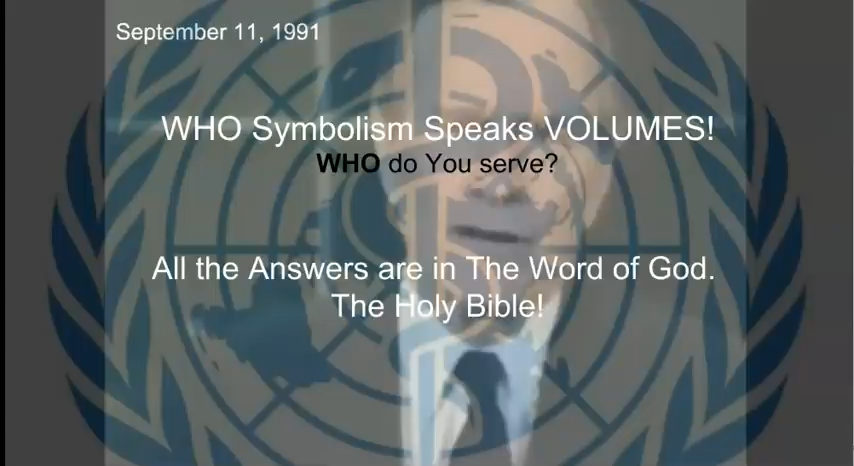 September 11, 1991
WHO Symbolism Speaks VOLUMES!
WHO do You serve?
All the Answers are in The Word of God.
The Holy Bible!